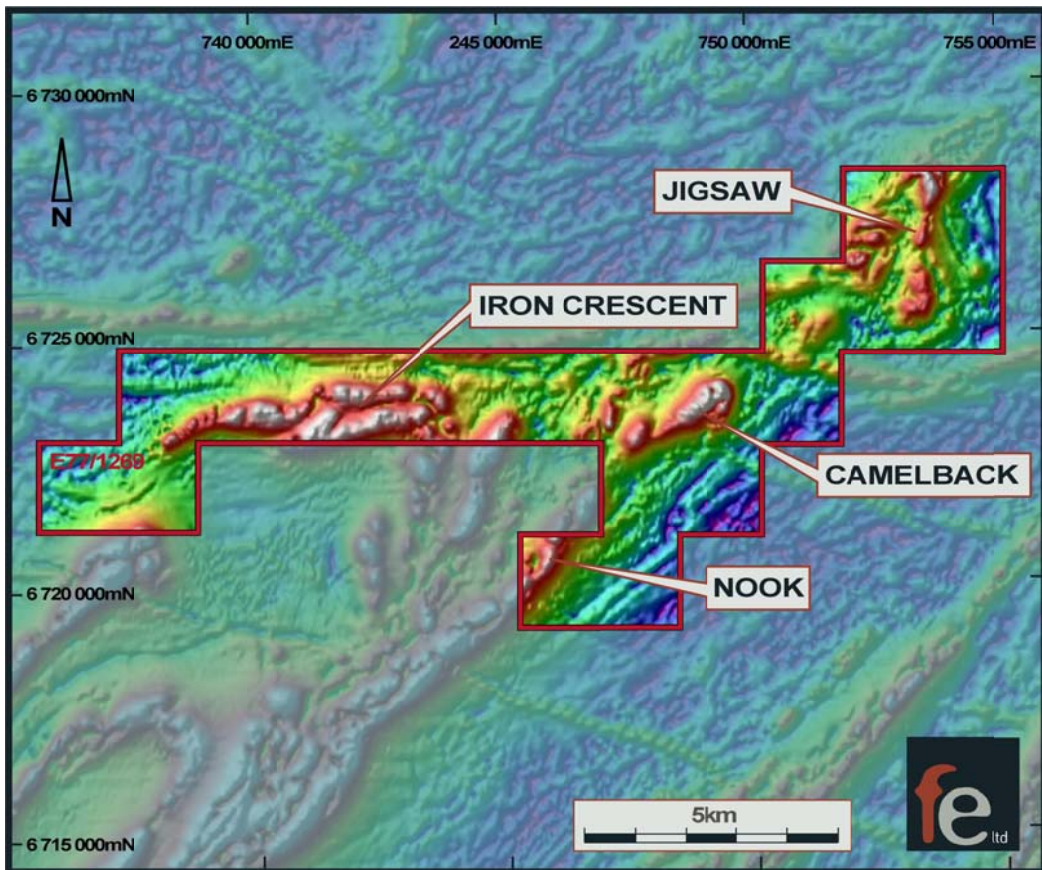 740 000mE
245 000mE
750 000mE
755 000mE
6 730 000mN
N
JIGSAW
IRON CRESCENT
6 725 000mN
E77/1269
CAMELBACK
NOOK
6 720 000mN
5km
fe ltd
6 715 000mN